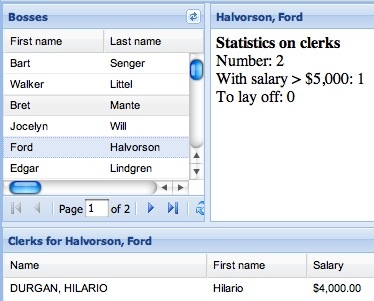 Bosses
First name Last name
Bart Senger
Walker Littel
Bret Mante
Jocelyn Will
Ford Halvorson
Edgar Lindgren
Page 1 of 2
Halvorson, Ford
Statistics on clerks
Number: 2
With salary > $5,000: 1
To lay off: 0
Clerks for Halvorson, Ford
Name First name Salary
DURGAN, HILARIO Hilario $4,000.00